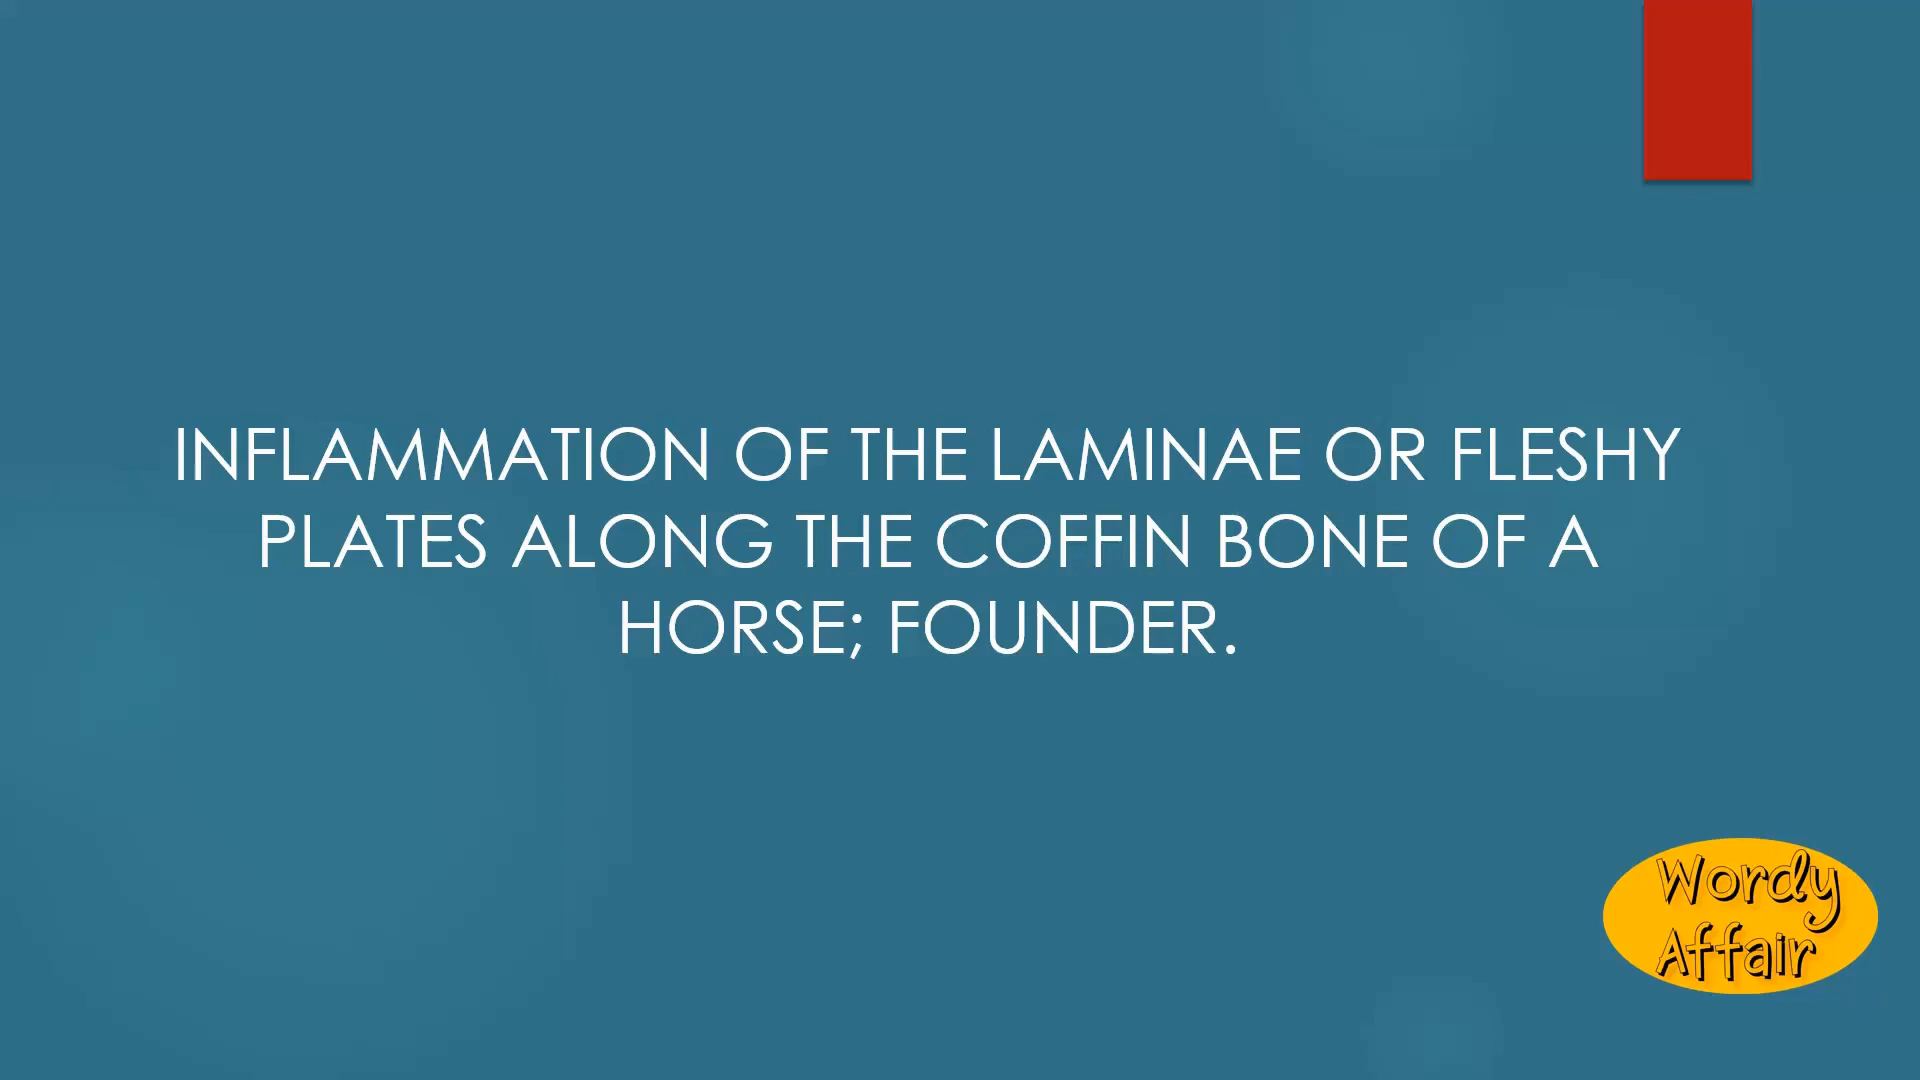 INFLAMMATION OF THE LAMINAE OR FLESHY
PLATES ALONG THE COFFIN BONE OF A
HORSE; FOUNDER.
Wordy
Affair